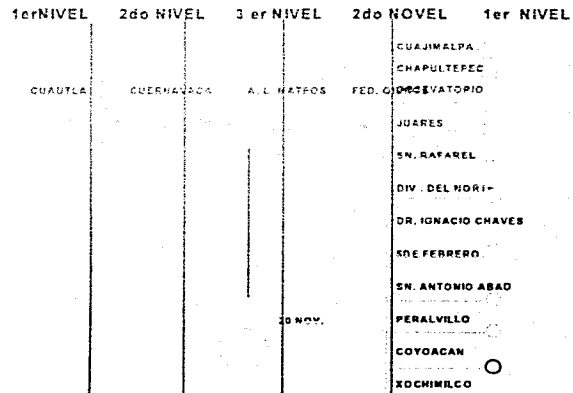 1erNIVEL 2do NIVEL 3 er NIVEL 2do NOVEL 1er NIVEL
CUAJIMALPA
CHAPULTEPEC
CUAUTLA CUERNAVACA A. L. MATEOS FED.
JUARES
SN. RAFAREL
DIV. DEL NORTE
DR. IGNACIO CHAVES
5DE FEBRERO
SN. ANTONIO ABAD
20 NOV. PERALVILLO
COYOACAN
XOCHIMILCO